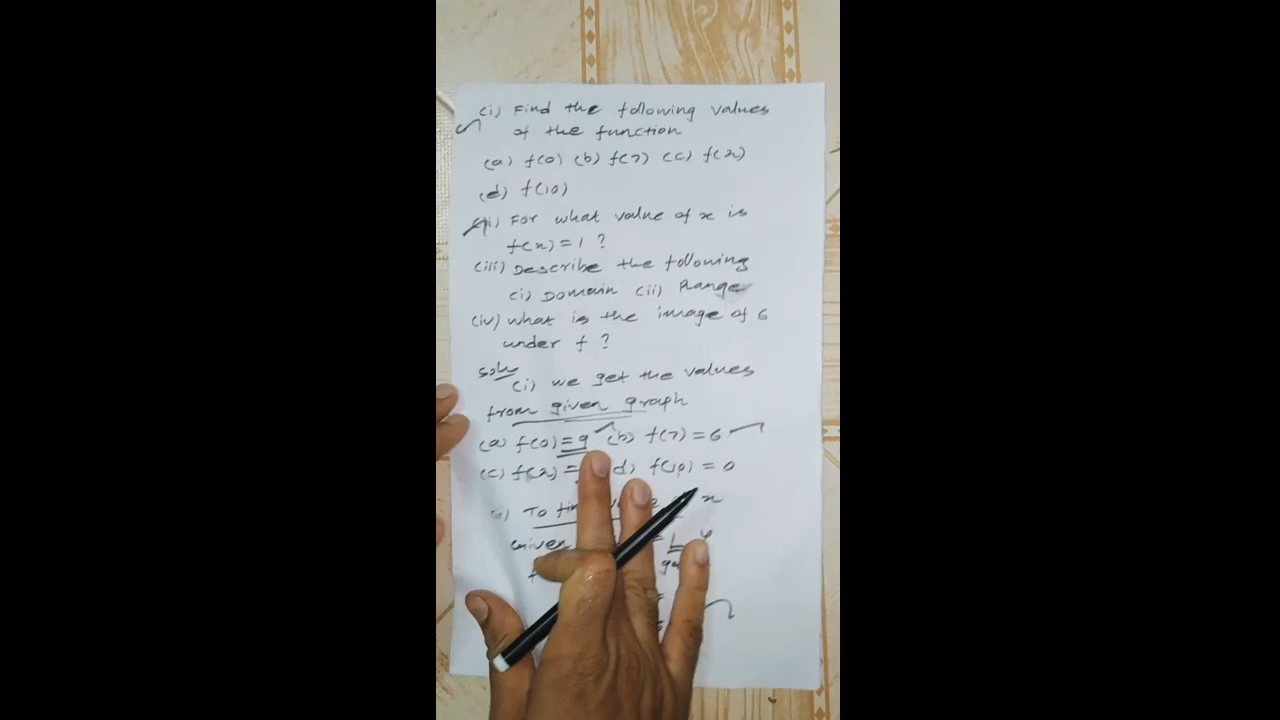 (i) Find the following values
of the function
(a) f(0) (b) f(7) (c) f(2)
(d) f(10)
(ii) For what value of x is
f(x) = 1 ?
(iii) Describe the following
(i) Domain (ii) Range
(iv) what is the image of 6
under f ?
Soln (i) we get the values
from given graph
(a) f(0) = 9 (b) f(7) = 6
(c) f(2) = d) f(10) = 0
(ii) To x
Given = 1